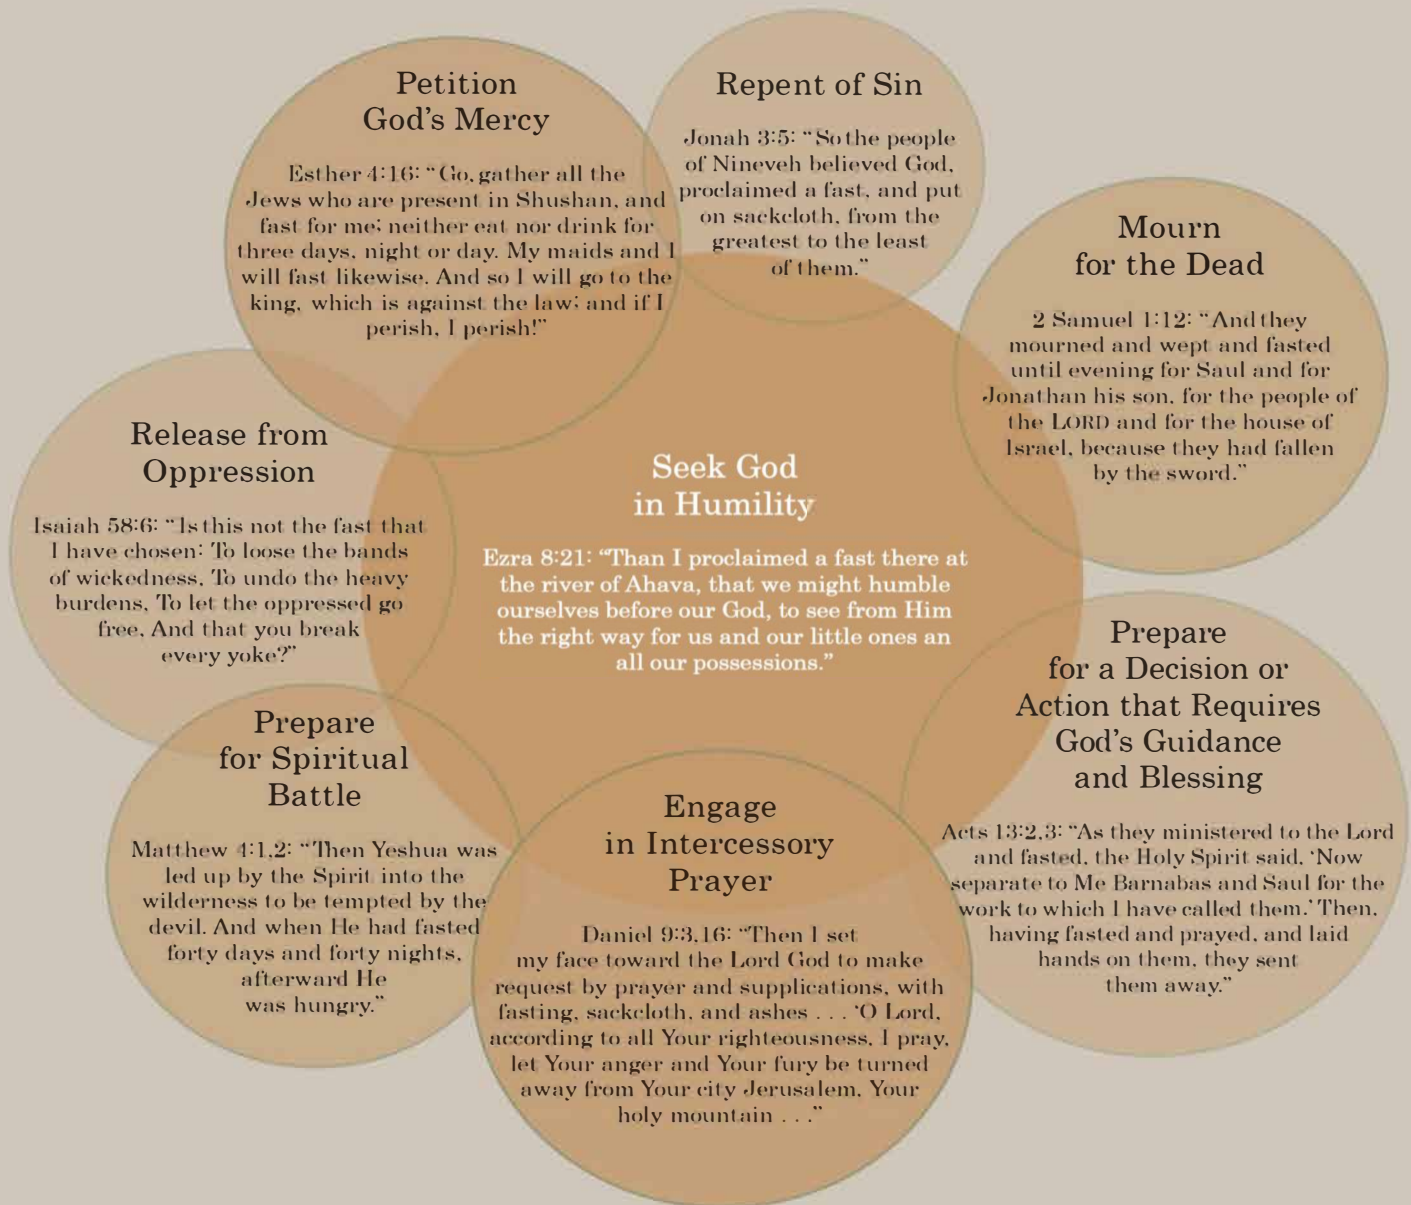 Petition
God's Mercy
Esther 4:16: "Go, gather all the
Jews who are present in Shushan, and
fast for me; neither eat nor drink for
three days, night or day. My maids and I
will fast likewise. And so I will go to the
king, which is against the law; and if I
perish, I perish!"
Repent of Sin
Jonah 3:5: "So the people
of Nineveh believed God,
proclaimed a fast, and put
on sackcloth, from the
greatest to the least
of them."
Mourn
for the Dead
2 Samuel 1:12: "And they
mourned and wept and fasted
until evening for Saul and for
Jonathan his son, for the people of
the LORD and for the house of
Israel, because they had fallen
by the sword."
Release from
Oppression
Isaiah 58:6: "Is this not the fast that
I have chosen: To loose the bands
of wickedness, To undo the heavy
burdens, To let the oppressed go
free, And that you break
every yoke?"
Seek God
in Humility
Ezra 8:21: "Than I proclaimed a fast there at
the river of Ahava, that we might humble
ourselves before our God, to see from Him
the right way for us and our little ones an
all our possessions."
Prepare
for a Decision or
Action that Requires
God's Guidance
and Blessing
Acts 13:2,3: "As they ministered to the Lord
and fasted, the Holy Spirit said, 'Now
separate to Me Barnabas and Saul for the
work to which I have called them.' Then,
having fasted and prayed, and laid
hands on them, they sent
them away."
Prepare
for Spiritual
Battle
Matthew 4:1,2: "Then Yeshua was
led up by the Spirit into the
wilderness to be tempted by the
devil. And when He had fasted
forty days and forty nights,
afterward He
was hungry."
Engage
in Intercessory
Prayer
Daniel 9:3,16: "Then I set
my face toward the Lord God to make
request by prayer and supplications, with
fasting, sackcloth, and ashes . . . 'O Lord,
according to all Your righteousness, I pray,
let Your anger and Your fury be turned
away from Your city Jerusalem, Your
holy mountain . . ."